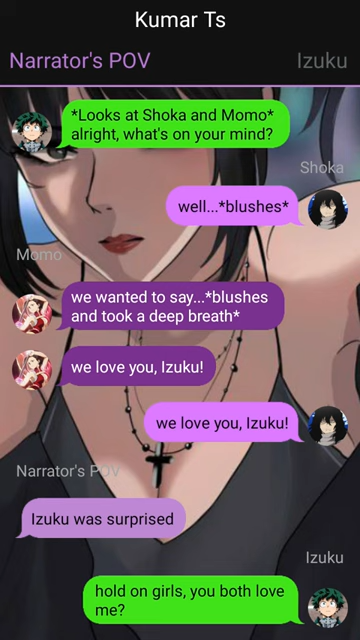 Kumar Ts
Narrator's POV
Izuku
*Looks at Shoka and Momo*
alright, what's on your mind?
Shoka
well...*blushes*
Momo
we wanted to say...*blushes
and took a deep breath*
we love you, Izuku!
we love you, Izuku!
Narrator's POV
Izuku was surprised
Izuku
hold on girls, you both love
me?